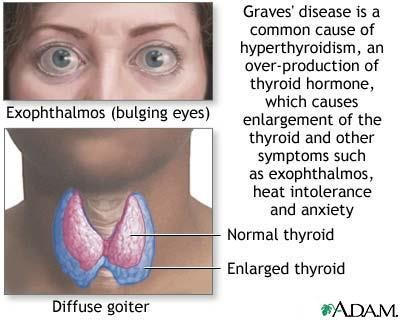 Graves' disease is a
common cause of
hyperthyroidism, an
over-production of
thyroid hormone,
which causes
enlargement of the
thyroid and other
symptoms such
as exophthalmos,
heat intolerance
and anxiety
Exophthalmos (bulging eyes)
Normal thyroid
Enlarged thyroid
Diffuse goiter
ADAM.